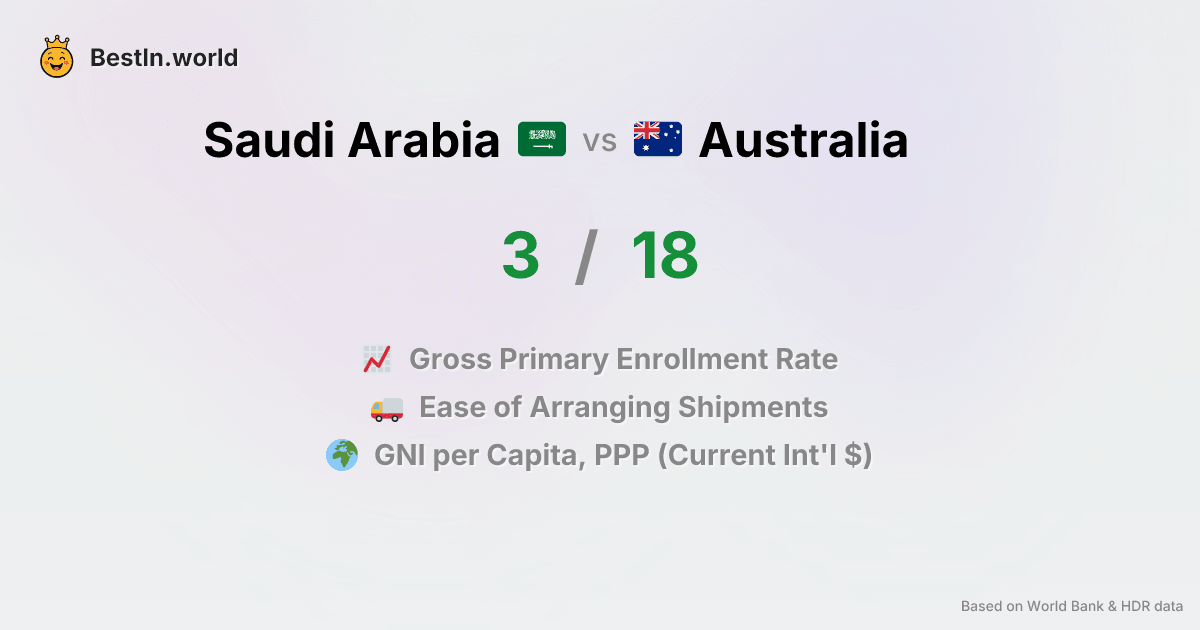 BestIn.world
Saudi Arabia vs Australia
3 / 18
Gross Primary Enrollment Rate
Ease of Arranging Shipments
GNI per Capita, PPP (Current Int'l $)
Based on World Bank & HDR data